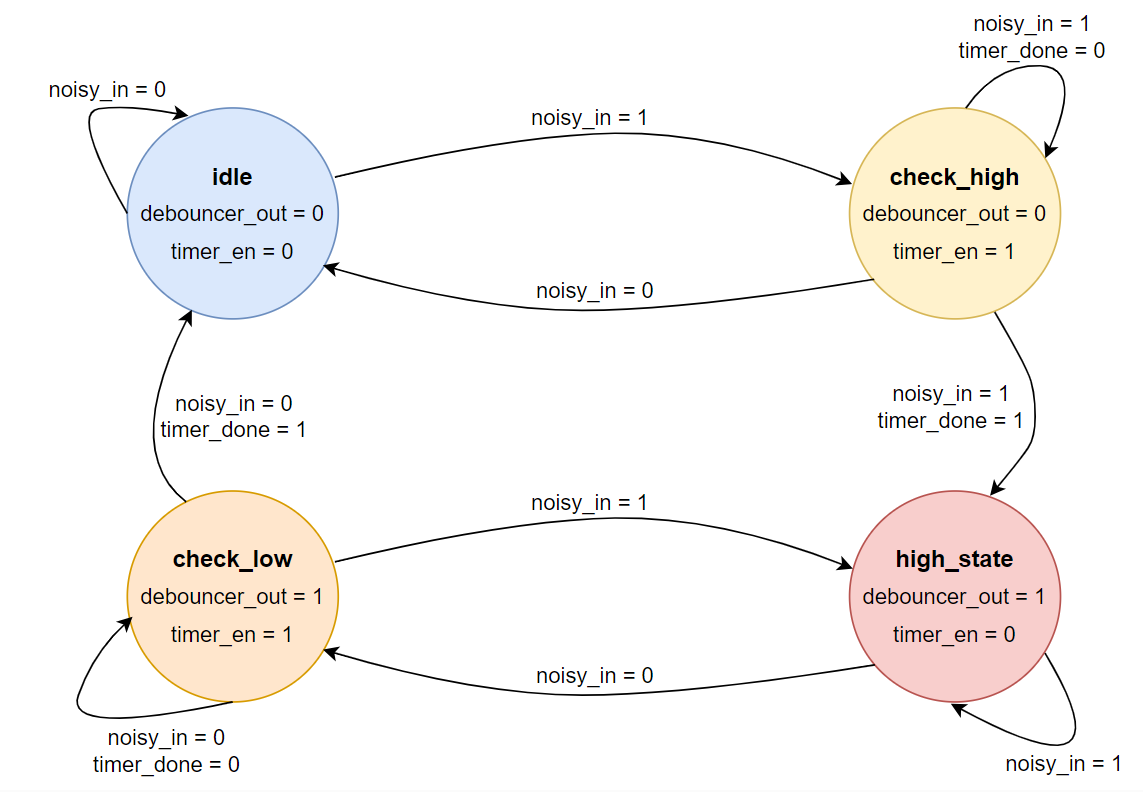 noisy_in = 1
timer_done = 0
noisy_in = 0
noisy_in = 1
idle
debouncer_out = 0
timer_en = 0
check_high
debouncer_out = 0
timer_en = 1
noisy_in = 0
noisy_in = 0
timer_done = 1
noisy_in = 1
timer_done = 1
noisy_in = 1
check_low
debouncer_out = 1
timer_en = 1
high_state
debouncer_out = 1
timer_en = 0
noisy_in = 0
noisy_in = 0
timer_done = 0
noisy_in = 1